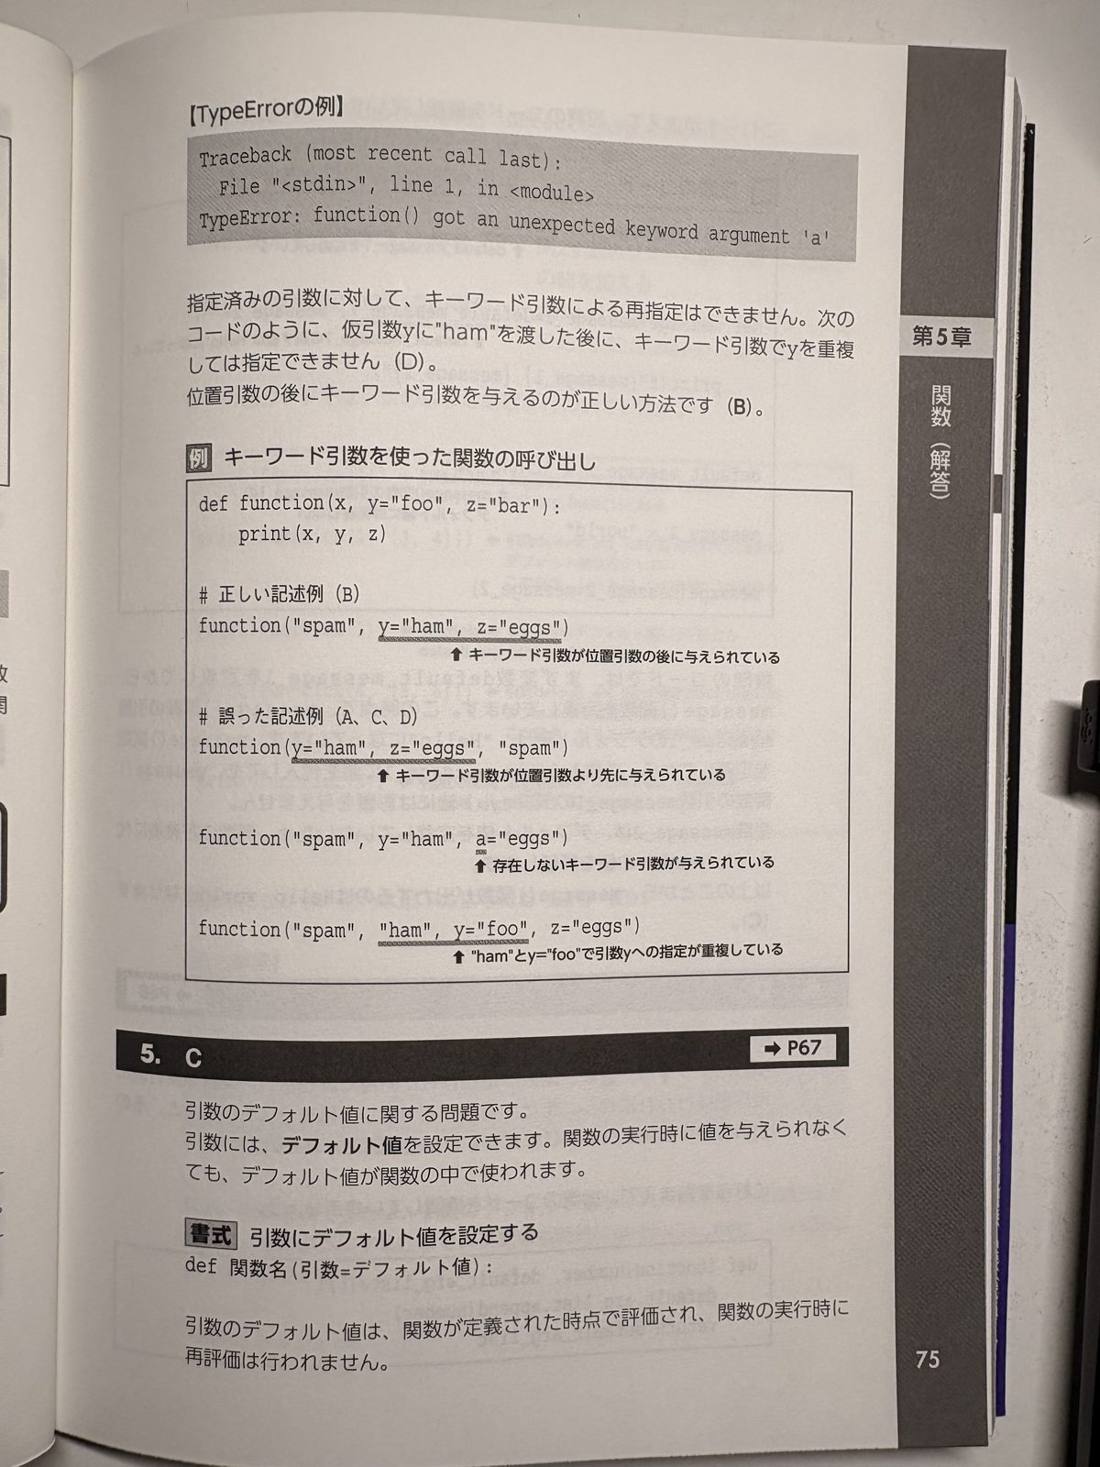 【TypeErrorの例】
Traceback (most recent call last):
File "<stdin>", line 1, in <module>
TypeError: function() got an unexpected keyword argument 'a'
指定済みの引数に対して、キーワード引数による再指定はできません。次の
コードのように、仮引数yに"ham"を渡した後に、キーワード引数でyを重複
しては指定できません（D）。
位置引数の後にキーワード引数を与えるのが正しい方法です（B）。
例 キーワード引数を使った関数の呼び出し
def function(x, y="foo", z="bar"):
print(x, y, z)
# 正しい記述例（B）
function("spam", y="ham", z="eggs")
⬆ キーワード引数が位置引数の後に与えられている
# 誤った記述例（A、C、D）
function(y="ham", z="eggs", "spam")
⬆ キーワード引数が位置引数より先に与えられている
function("spam", y="ham", a="eggs")
⬆ 存在しないキーワード引数が与えられている
function("spam", "ham", y="foo", z="eggs")
⬆ "ham"とy="foo"で引数yへの指定が重複している
5. C ➡ P67
引数のデフォルト値に関する問題です。
引数には、デフォルト値を設定できます。関数の実行時に値を与えられなく
ても、デフォルト値が関数の中で使われます。
書式 引数にデフォルト値を設定する
def 関数名(引数=デフォルト値):
引数のデフォルト値は、関数が定義された時点で評価され、関数の実行時に
再評価は行われません。
第5章
関数（解答）
75